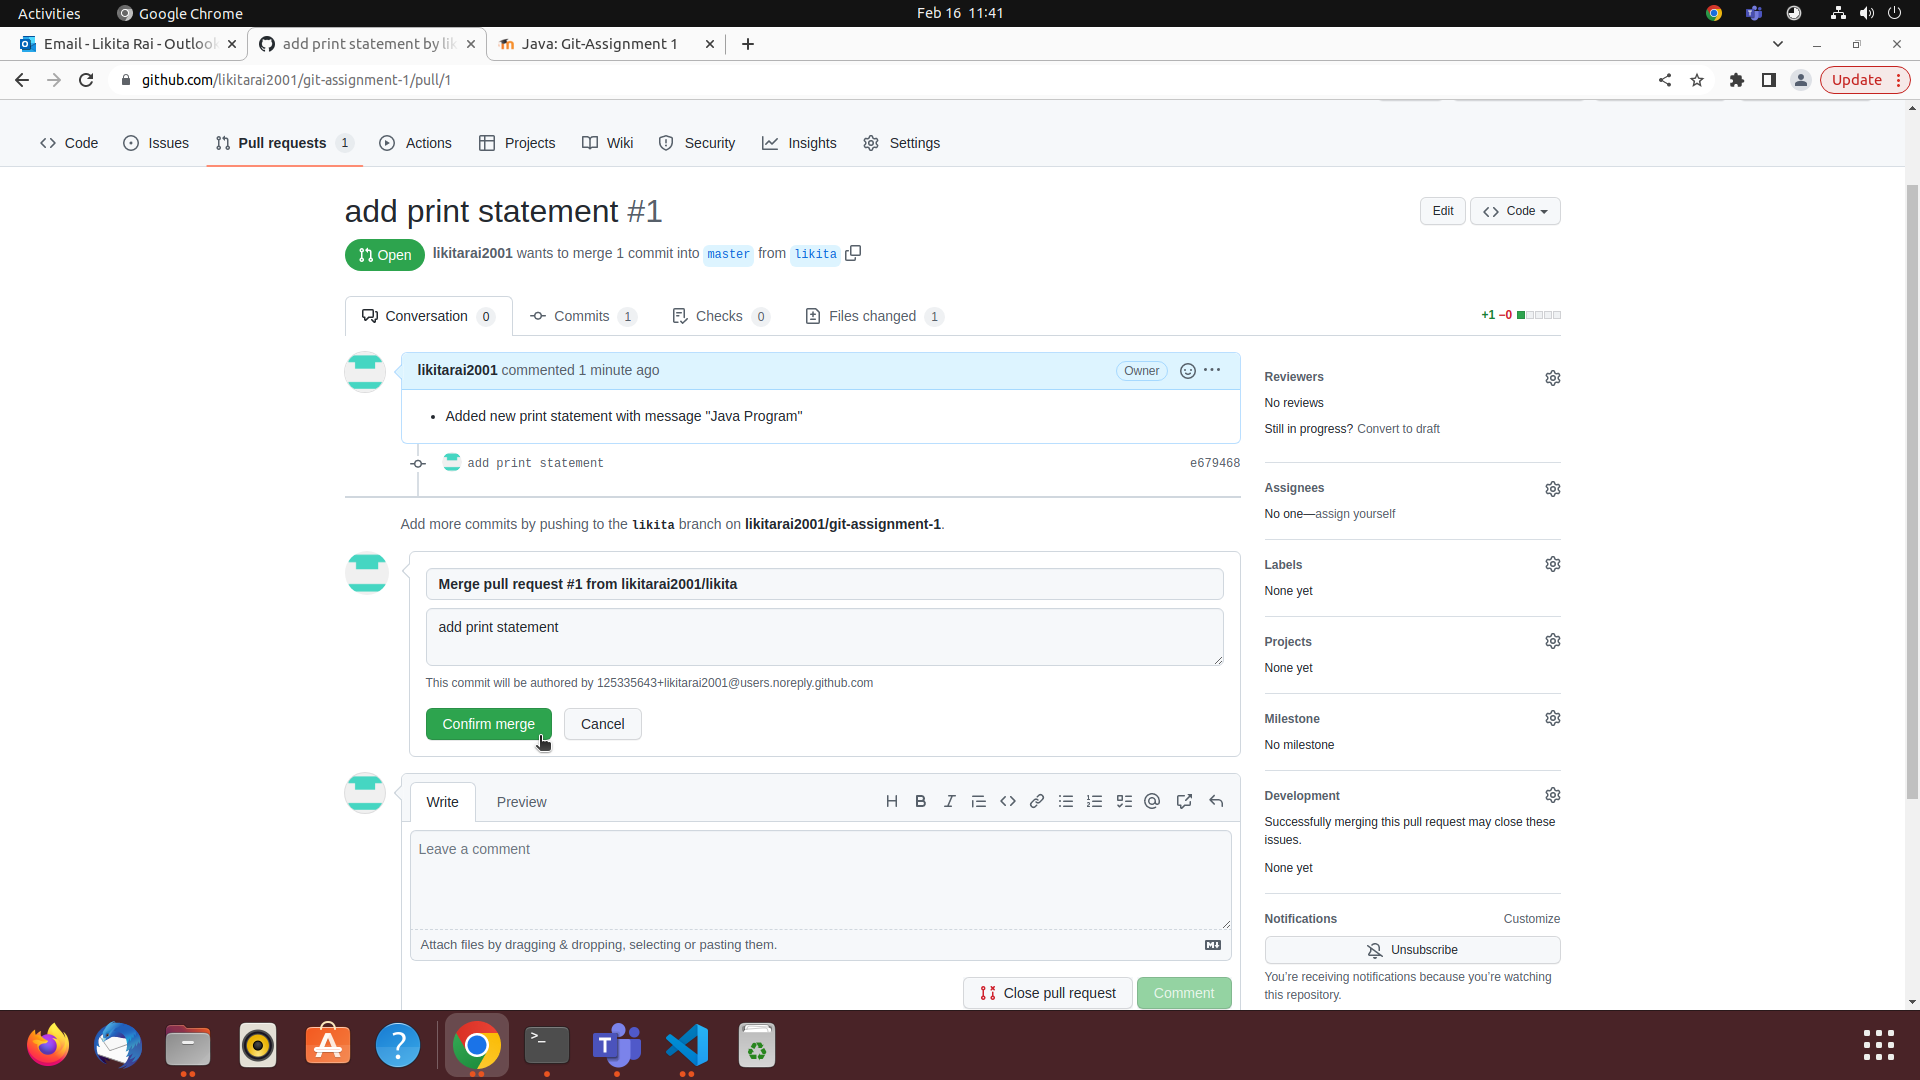 Activities
Google Chrome
Feb 16 11:41
Email - Likita Rai - Outlook
add print statement by lik
Java: Git-Assignment 1
github.com/likitarai2001/git-assignment-1/pull/1
Update
Code
Issues
Pull requests 1
Actions
Projects
Wiki
Security
Insights
Settings
add print statement #1
Edit
Code
Open
likitarai2001 wants to merge 1 commit into master from likita
Conversation 0
Commits 1
Checks 0
Files changed 1
+1 −0
likitarai2001 commented 1 minute ago
Owner
Added new print statement with message "Java Program"
add print statement
e679468
Add more commits by pushing to the likita branch on likitarai2001/git-assignment-1.
Merge pull request #1 from likitarai2001/likita
add print statement
This commit will be authored by 125335643+likitarai2001@users.noreply.github.com
Confirm merge
Cancel
Write
Preview
Leave a comment
Attach files by dragging & dropping, selecting or pasting them.
Close pull request
Comment
Reviewers
No reviews
Still in progress? Convert to draft
Assignees
No one—assign yourself
Labels
None yet
Projects
None yet
Milestone
No milestone
Development
Successfully merging this pull request may close these
issues.
None yet
Notifications
Customize
Unsubscribe
You're receiving notifications because you're watching
this repository.